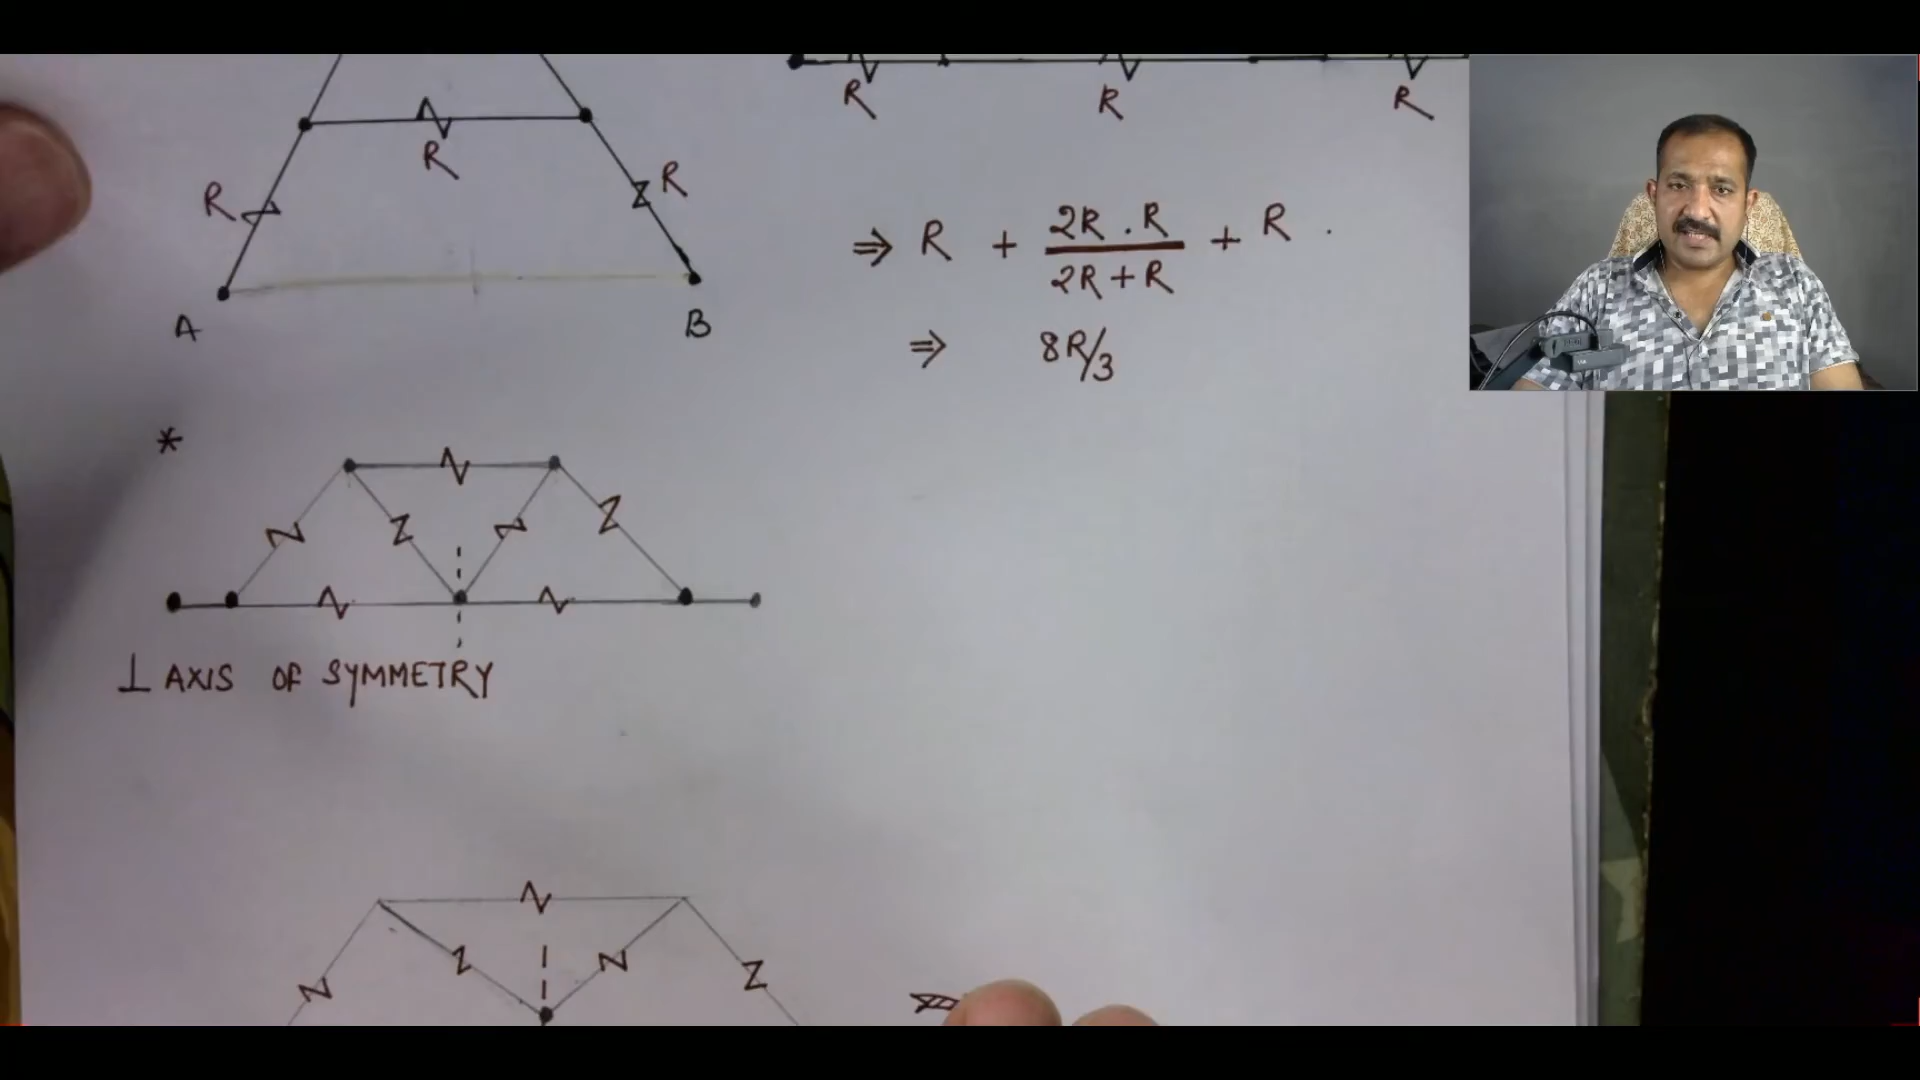 R R R
R
R R
A B
⇒ R + 2R . R / 2R + R + R .
⇒ 8R/3
*
⊥ AXIS OF SYMMETRY
⇒